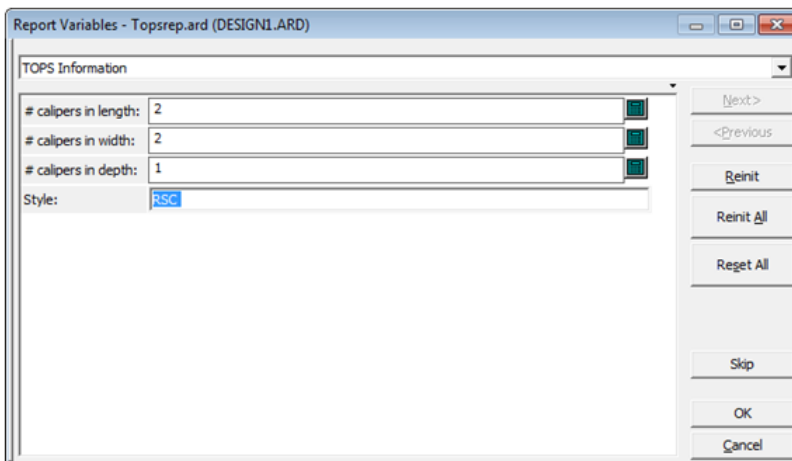 Report Variables - Topsrep.ard (DESIGN1.ARD)
TOPS Information
# calipers in length: 2
# calipers in width: 2
# calipers in depth: 1
Style: RSC
Next>
<Previous
Reinit
Reinit All
Reset All
Skip
OK
Cancel